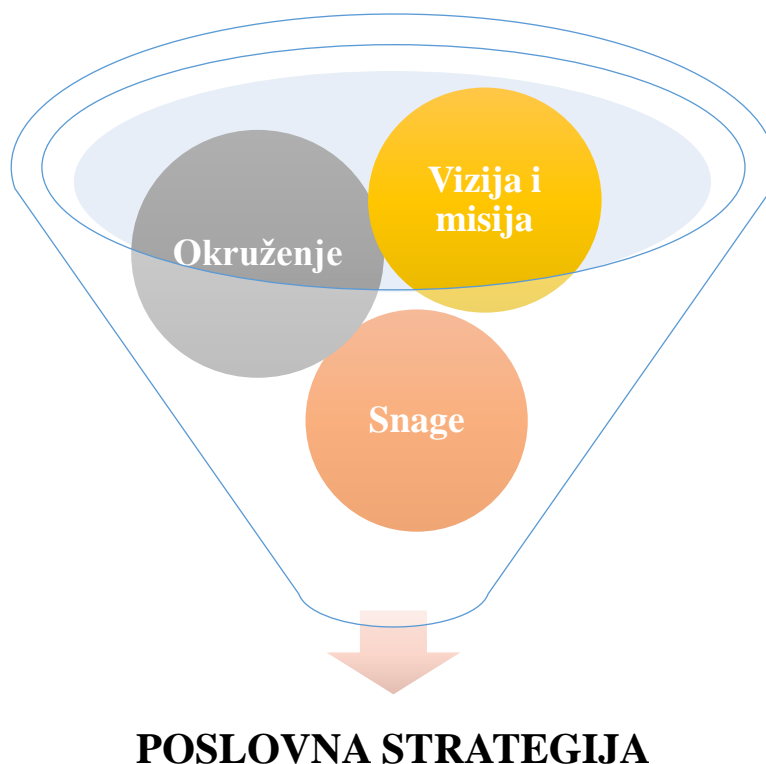 Vizija i
misija
Okruženje
Snage
POSLOVNA STRATEGIJA